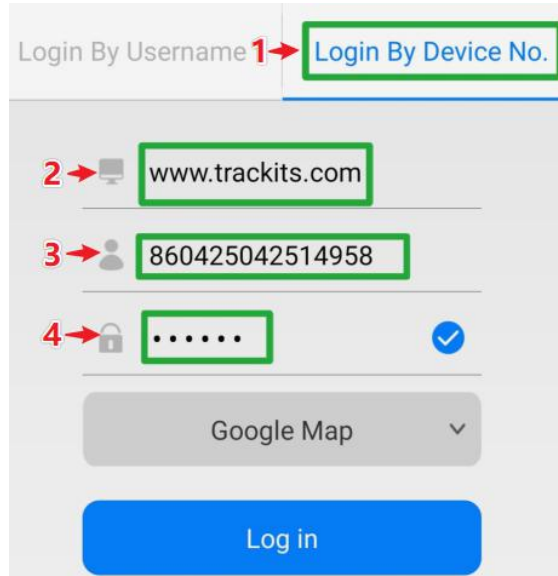 Login By Username 1 Login By Device No.
2 www.trackits.com
3 860425042514958
4 ••••••
Google Map
Log in